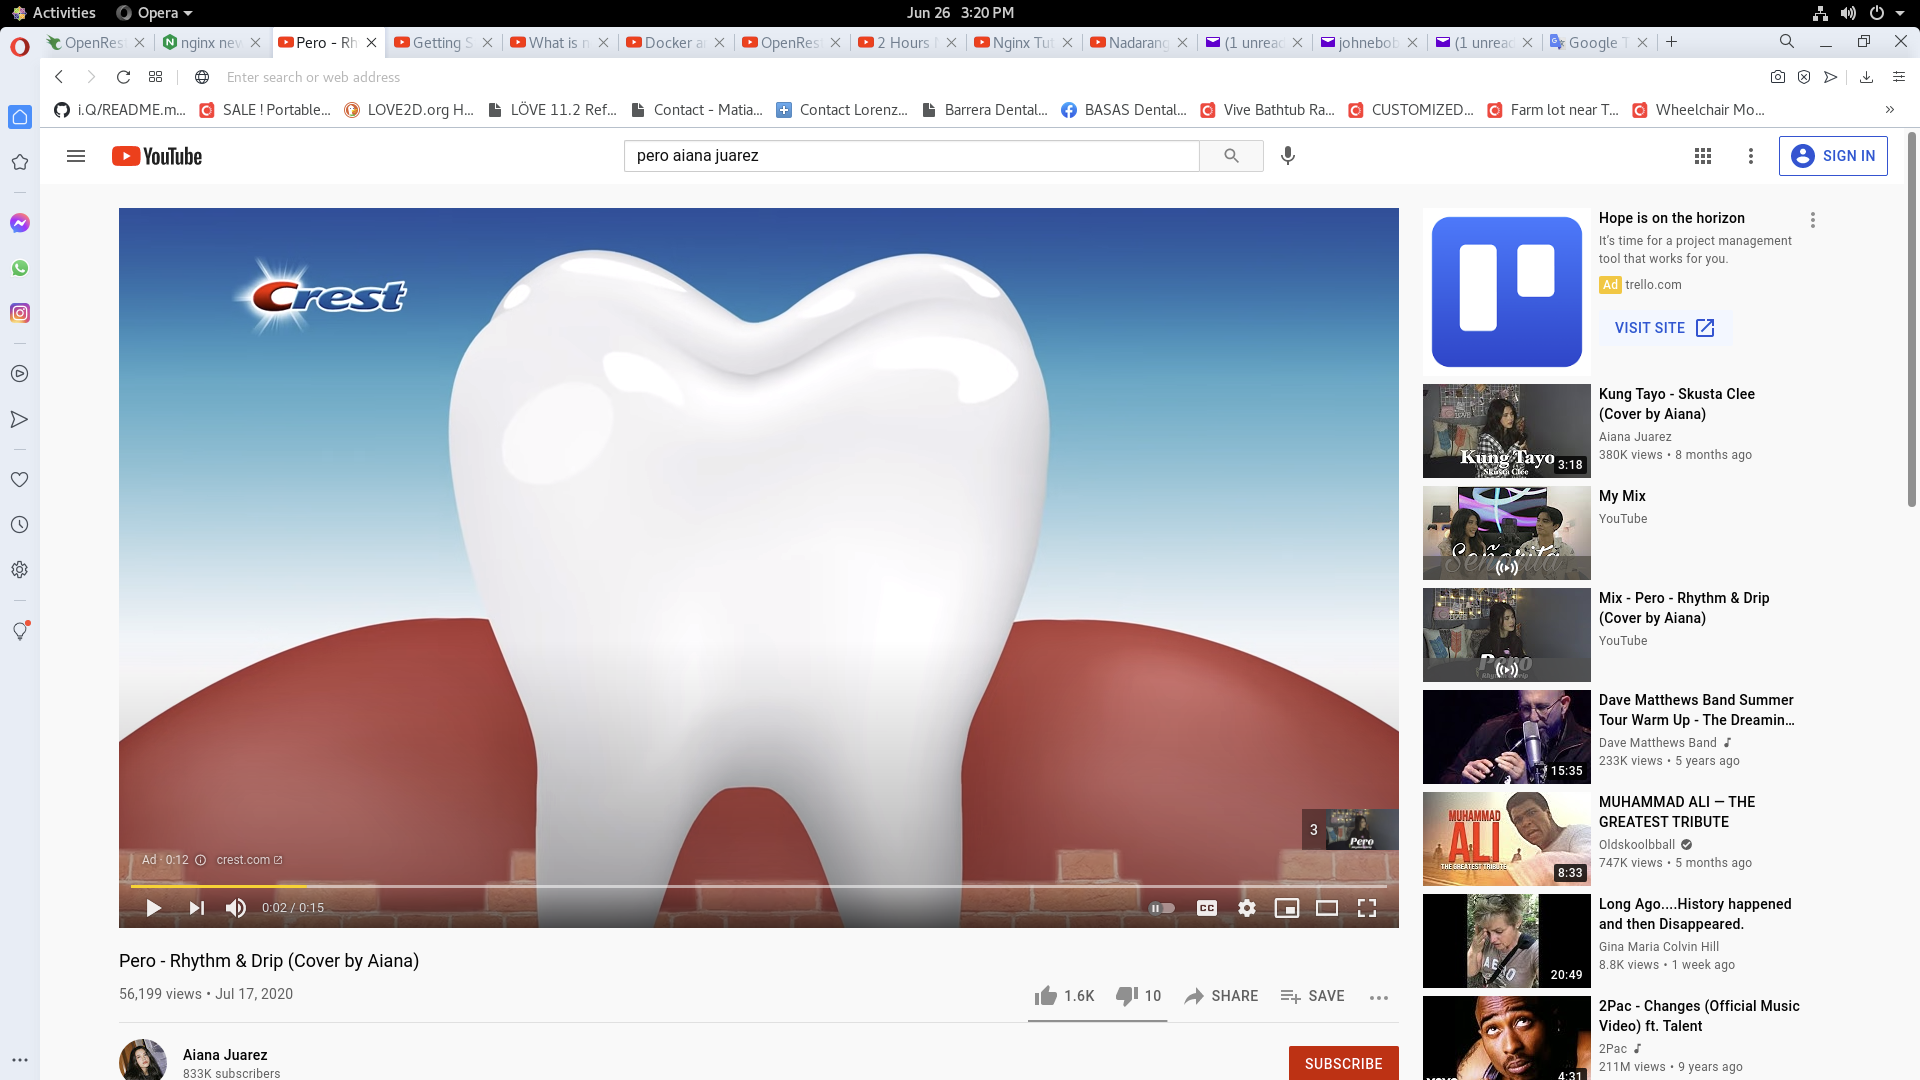 Activities
Opera
Jun 26 3:20 PM
OpenRes
nginx new
Pero - Rh
Getting S
What is n
Docker a
OpenRes
2 Hours
Nginx Tut
Nadarang
(1 unread
johnebob
(1 unread
Google T
Enter search or web address
i.Q/README.m...
SALE ! Portable...
LOVE2D.org H...
LÖVE 11.2 Ref...
Contact - Matia...
Contact Lorenz...
Barrera Dental...
BASAS Dental...
Vive Bathtub Ra...
CUSTOMIZED...
Farm lot near T...
Wheelchair Mo...
YouTube
pero aiana juarez
SIGN IN
Crest
3
Pero
Ad · 0:12
crest.com
0:02 / 0:15
CC
Pero - Rhythm & Drip (Cover by Aiana)
56,199 views • Jul 17, 2020
1.6K
10
SHARE
SAVE
Aiana Juarez
833K subscribers
SUBSCRIBE
Hope is on the horizon
It's time for a project management
tool that works for you.
Ad trello.com
VISIT SITE
Kung Tayo
Skusta Clee
3:18
Kung Tayo - Skusta Clee
(Cover by Aiana)
Aiana Juarez
380K views • 8 months ago
Señorita
My Mix
YouTube
Pero
Rhythm & Drip
Mix - Pero - Rhythm & Drip
(Cover by Aiana)
YouTube
15:35
Dave Matthews Band Summer
Tour Warm Up - The Dreamin...
Dave Matthews Band
233K views • 5 years ago
MUHAMMAD
ALI
THE GREATEST TRIBUTE
8:33
MUHAMMAD ALI — THE
GREATEST TRIBUTE
Oldskoolbball
747K views • 5 months ago
20:49
Long Ago....History happened
and then Disappeared.
Gina Maria Colvin Hill
8.8K views • 1 week ago
4:31
2Pac - Changes (Official Music
Video) ft. Talent
2Pac
211M views • 9 years ago